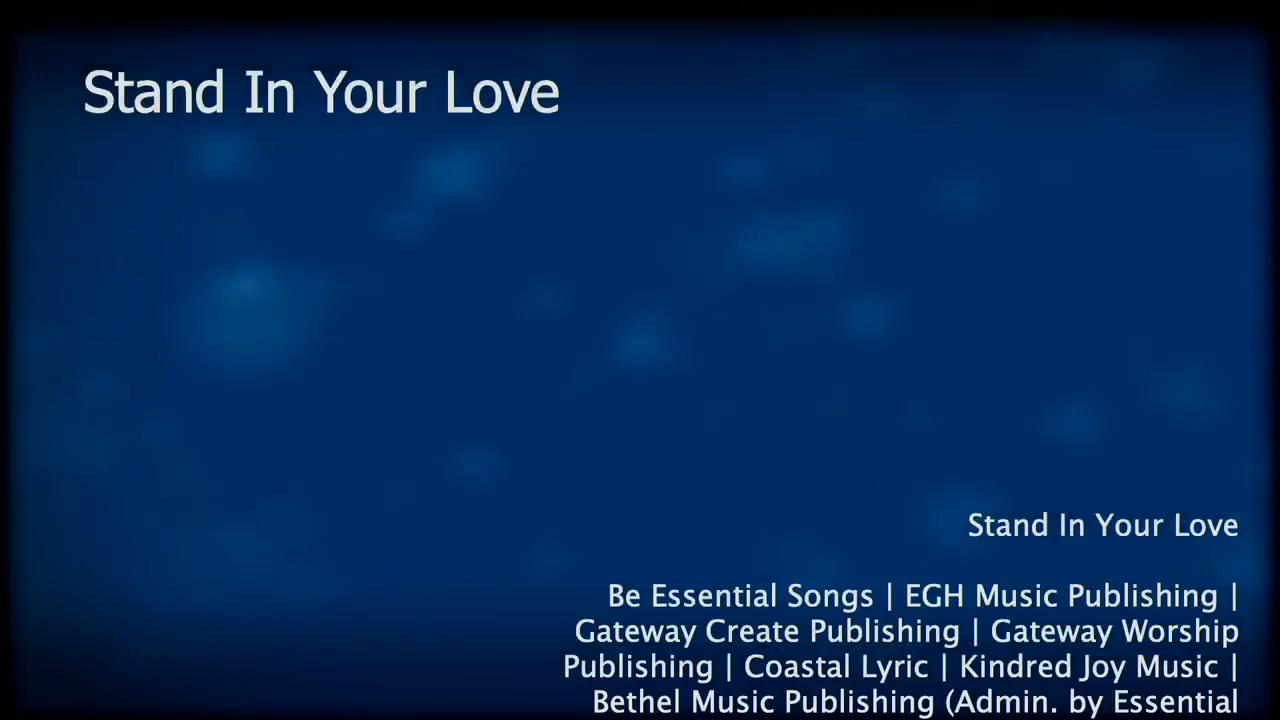 Stand In Your Love
Stand In Your Love
Be Essential Songs | EGH Music Publishing |
Gateway Create Publishing | Gateway Worship
Publishing | Coastal Lyric | Kindred Joy Music |
Bethel Music Publishing (Admin. by Essential